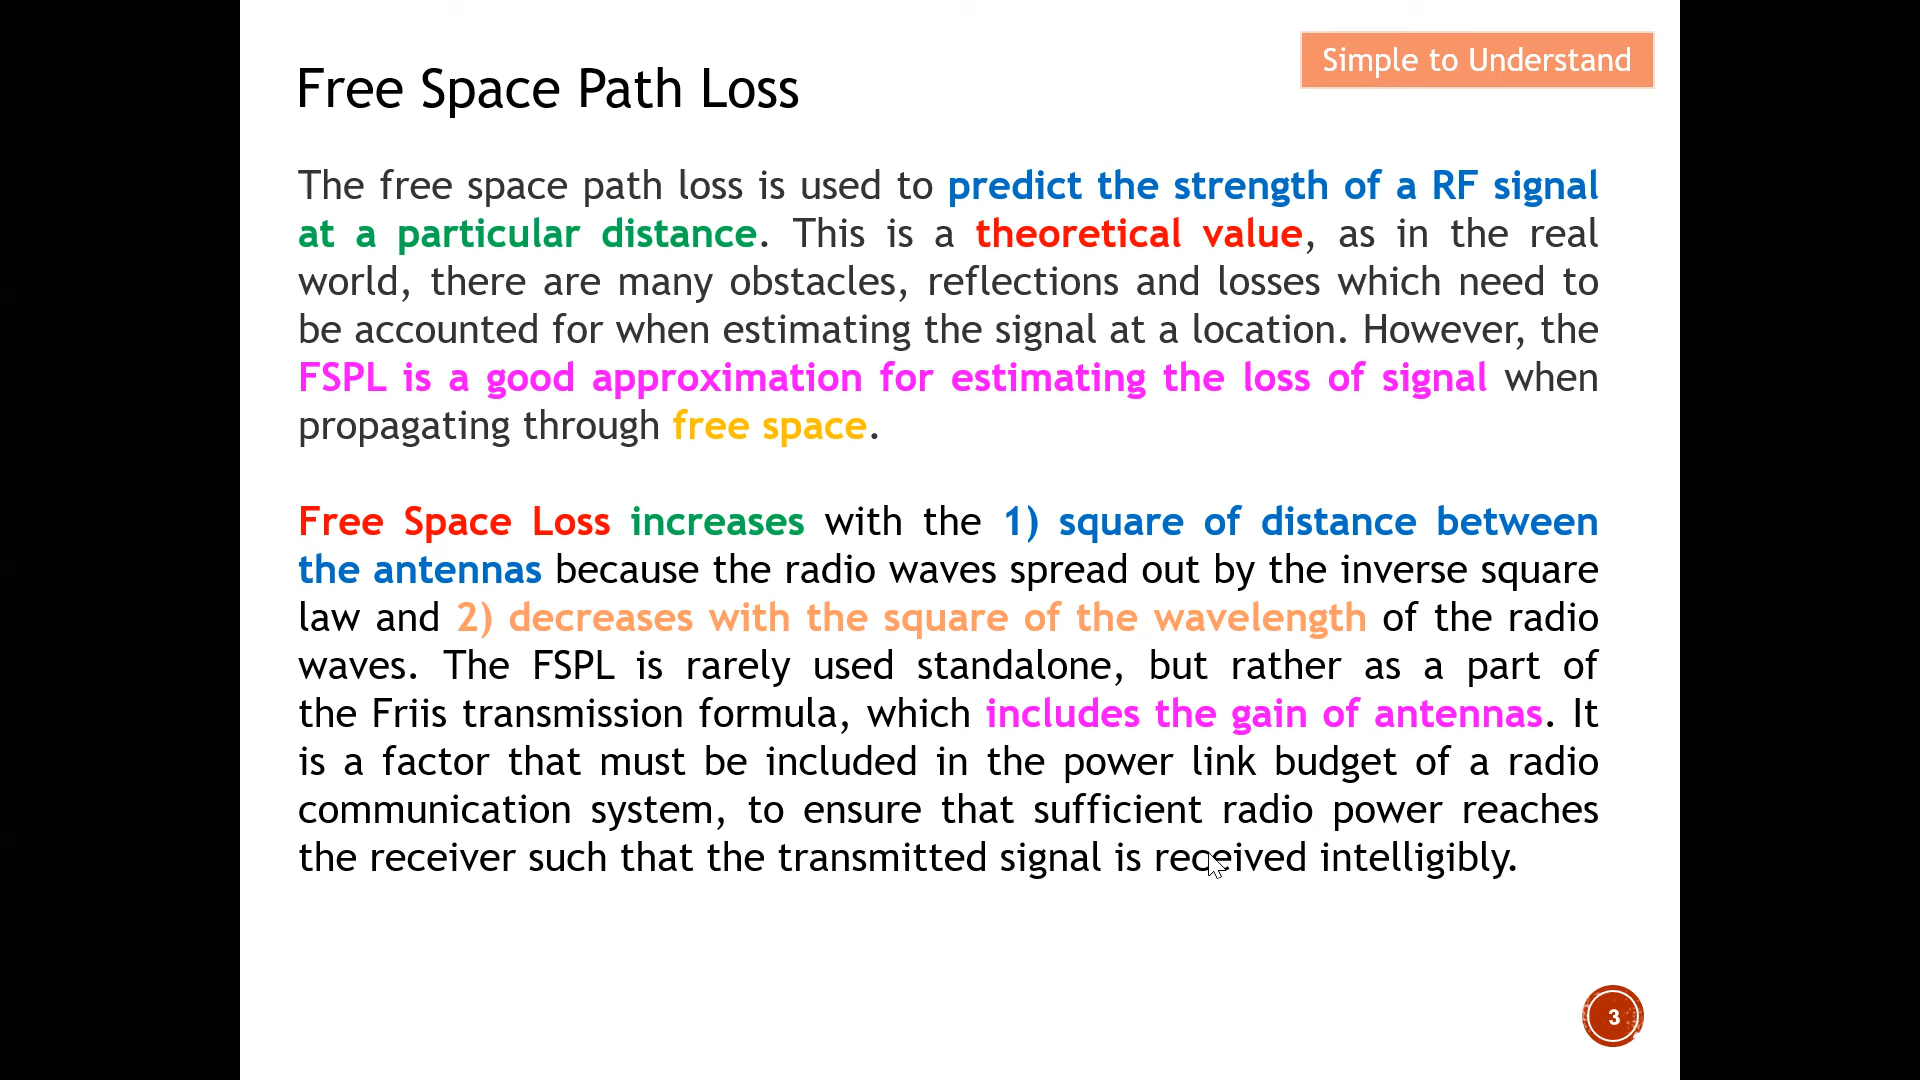 Simple to Understand
Free Space Path Loss
The free space path loss is used to predict the strength of a RF signal
at a particular distance. This is a theoretical value, as in the real
world, there are many obstacles, reflections and losses which need to
be accounted for when estimating the signal at a location. However, the
FSPL is a good approximation for estimating the loss of signal when
propagating through free space.
Free Space Loss increases with the 1) square of distance between
the antennas because the radio waves spread out by the inverse square
law and 2) decreases with the square of the wavelength of the radio
waves. The FSPL is rarely used standalone, but rather as a part of
the Friis transmission formula, which includes the gain of antennas. It
is a factor that must be included in the power link budget of a radio
communication system, to ensure that sufficient radio power reaches
the receiver such that the transmitted signal is received intelligibly.
3